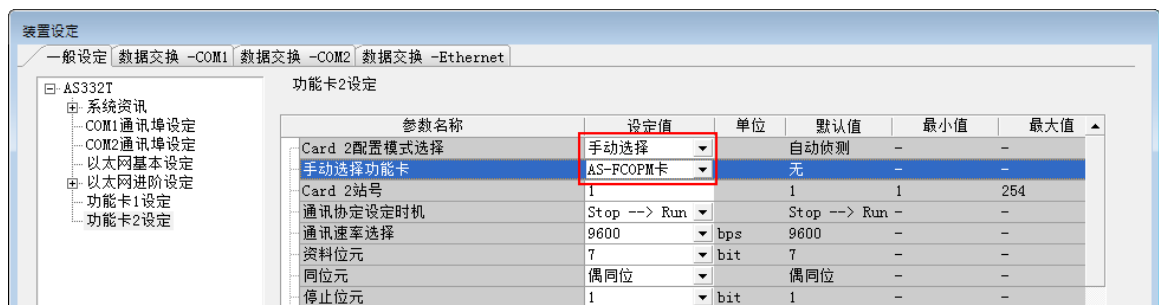 装置设定
一般设定 数据交换 -COM1 数据交换 -COM2 数据交换 -Ethernet
AS332T
系统资讯
COM1通讯埠设定
COM2通讯埠设定
以太网基本设定
以太网进阶设定
功能卡1设定
功能卡2设定
功能卡2设定
参数名称 设定值 单位 默认值 最小值 最大值
Card 2配置模式选择 手动选择 自动侦测 - -
手动选择功能卡 AS-FCOPM卡 无 - -
Card 2站号 1 1 1 254
通讯协定设定时机 Stop --> Run Stop --> Run - -
通讯速率选择 9600 bps 9600 - -
资料位元 7 bit 7 - -
同位元 偶同位 偶同位 - -
停止位元 1 bit 1 - -